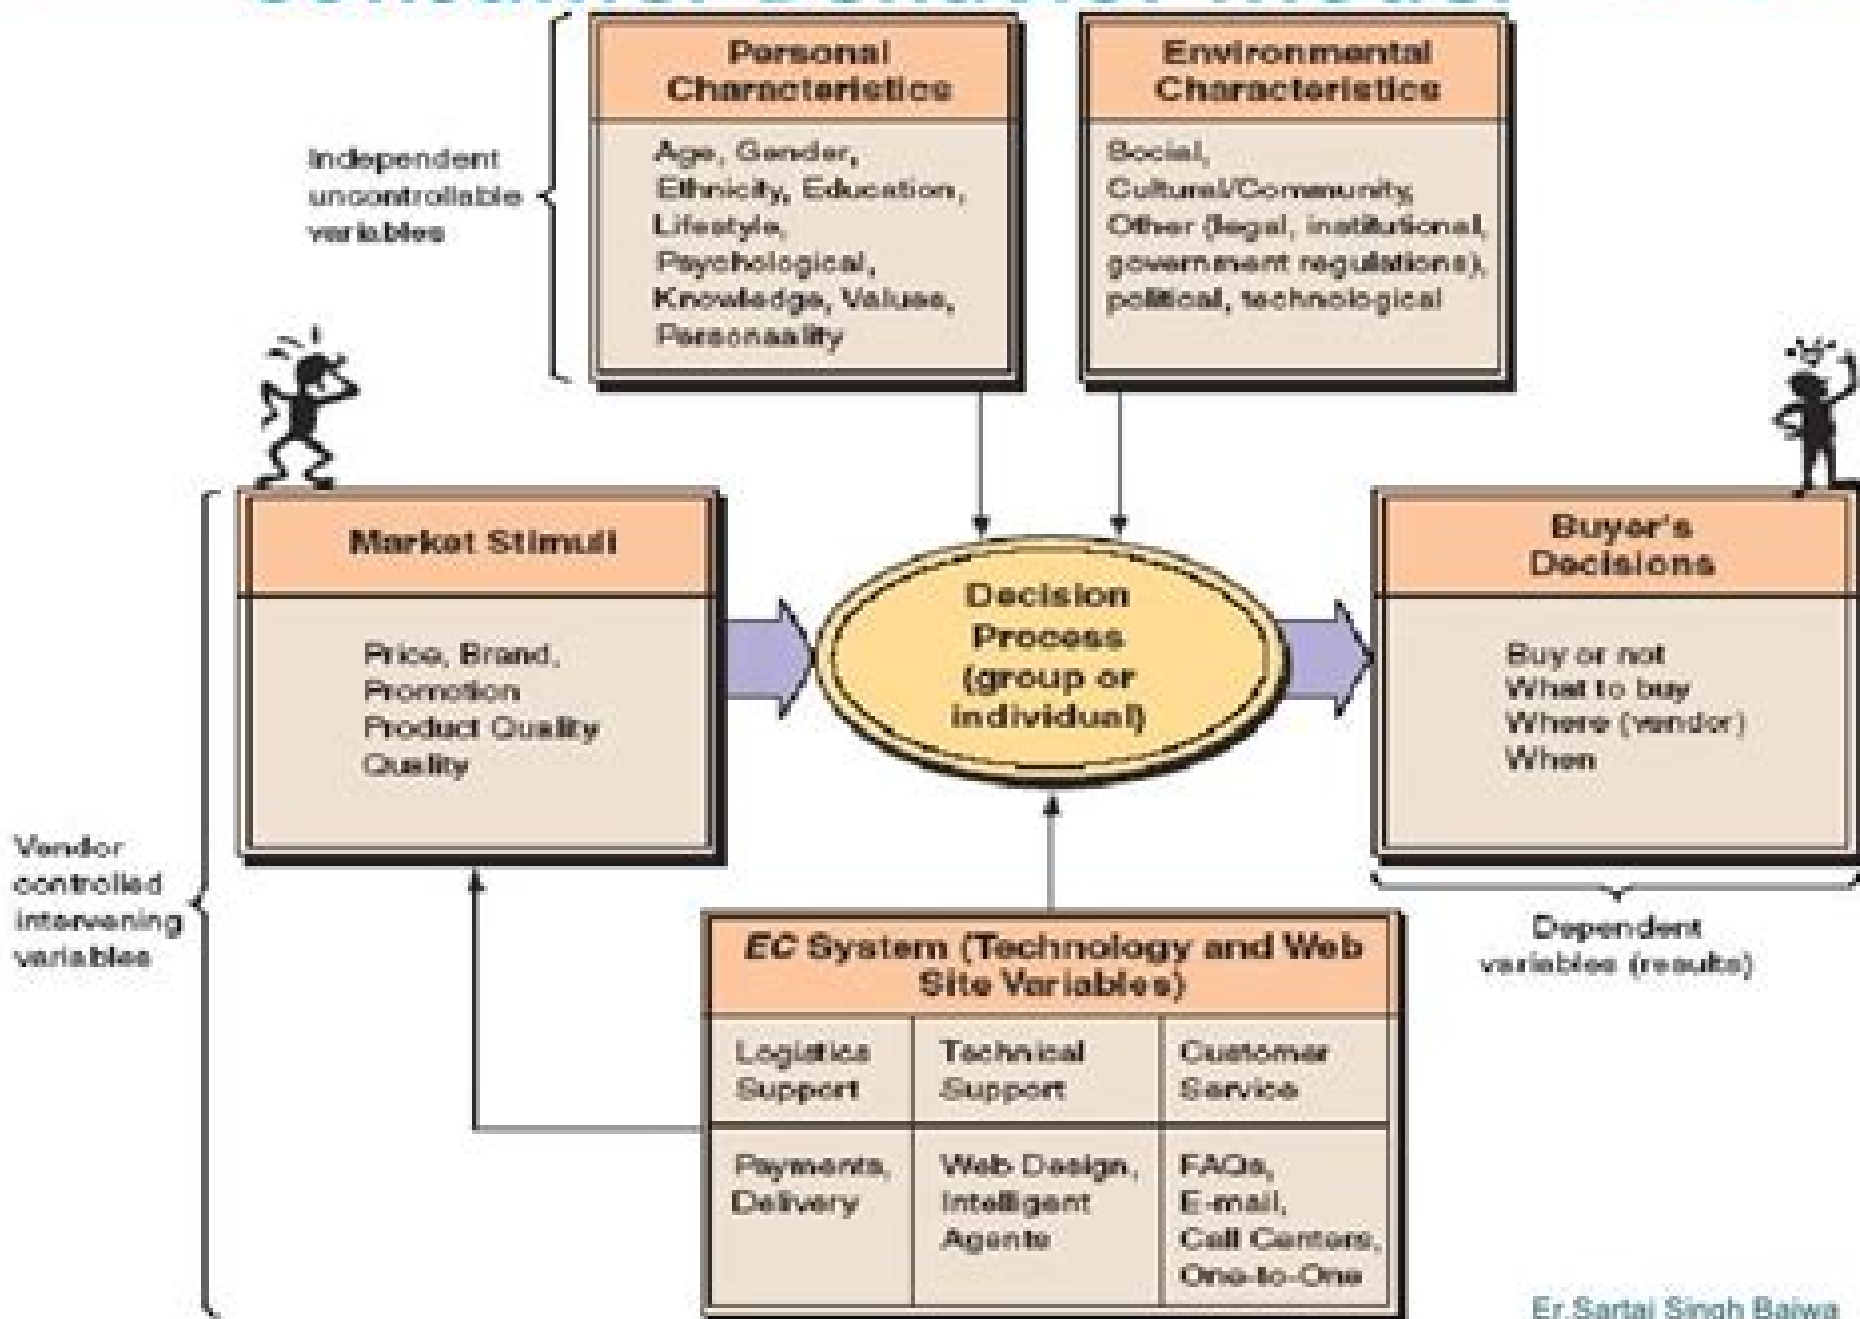 Consumer Behavior Model
Personal
Characteristics
Age, Gender,
Ethnicity, Education,
Lifestyle,
Psychological,
Knowledge, Values,
Personaality
Environmental
Characteristics
Social,
Cultural/Community,
Other (legal, institutional,
government regulations),
political, technological
Independent
uncontrollable
variables
Market Stimuli
Price, Brand,
Promotion
Product Quality
Quality
Decision
Process
(group or
individual)
Buyer's
Decisions
Buy or not
What to buy
Where (vendor)
When
Vendor
controlled
intervening
variables
Dependent
variables (results)
EC System (Technology and Web
Site Variables)
Logistics
Support
Technical
Support
Customer
Service
Payments,
Delivery
Web Design,
Intelligent
Agents
FAQs,
E-mail,
Call Centers,
One-to-One
Er.Sartaj Singh Bajwa